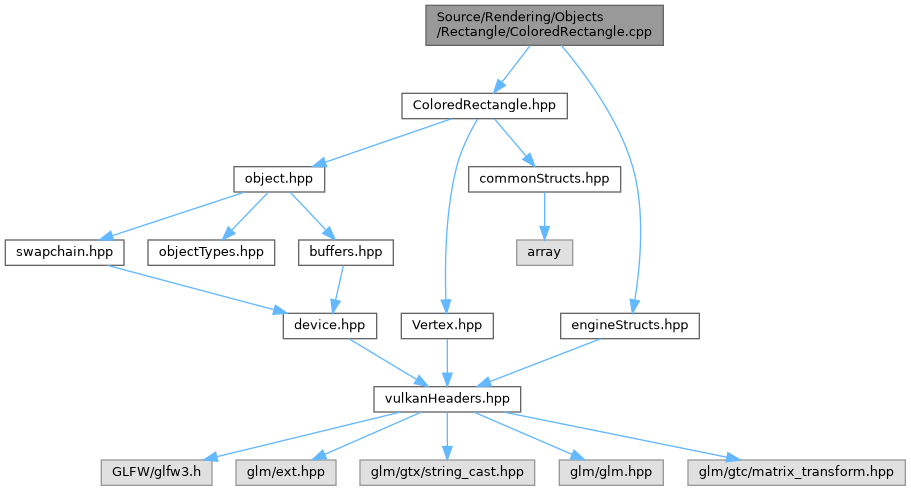 Source/Rendering/Objects
/Rectangle/ColoredRectangle.cpp
ColoredRectangle.hpp
object.hpp
commonStructs.hpp
swapchain.hpp
objectTypes.hpp
buffers.hpp
array
device.hpp
Vertex.hpp
engineStructs.hpp
vulkanHeaders.hpp
GLFW/glfw3.h
glm/ext.hpp
glm/gtx/string_cast.hpp
glm/glm.hpp
glm/gtc/matrix_transform.hpp